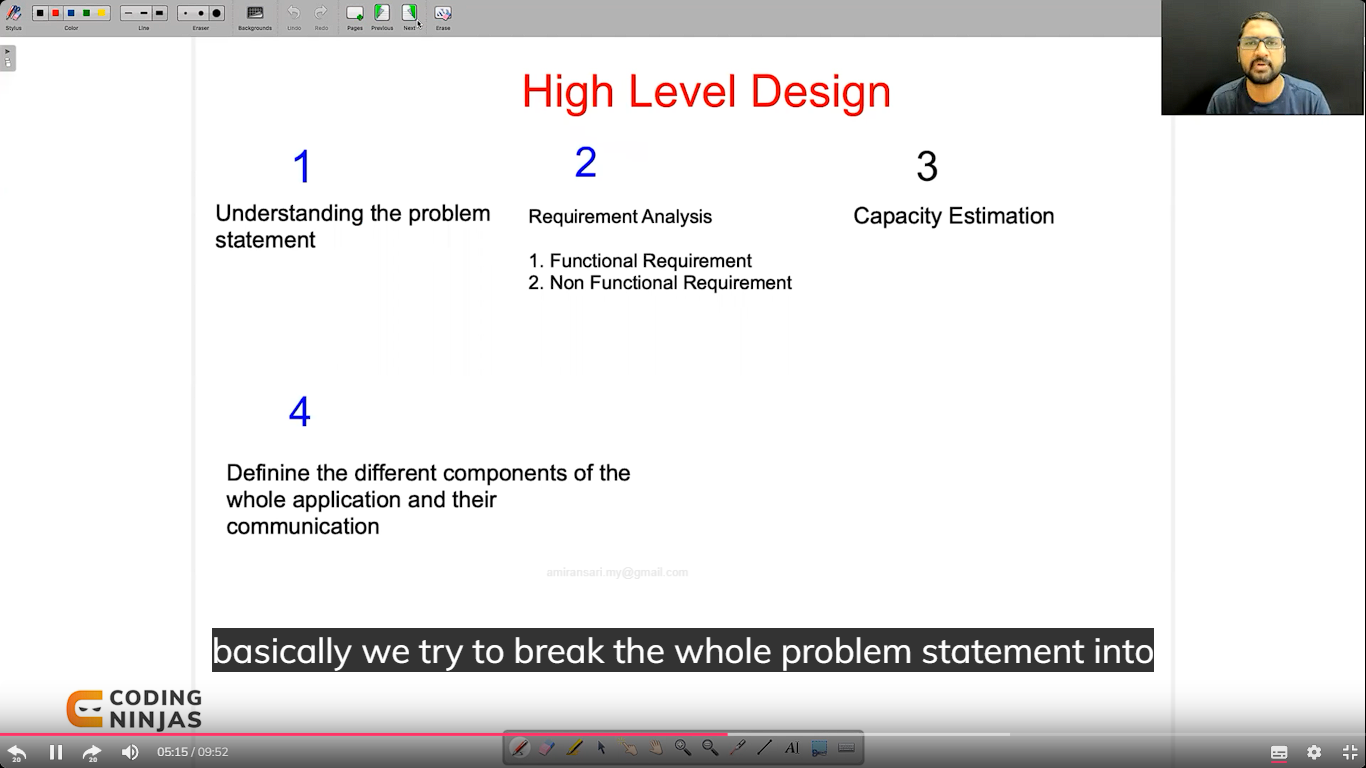 Stylus
Color
Line
Eraser
Backgrounds
Undo
Redo
Pages
Previous
Next
Erase
High Level Design
1
Understanding the problem
statement
2
Requirement Analysis
1. Functional Requirement
2. Non Functional Requirement
3
Capacity Estimation
4
Definine the different components of the
whole application and their
communication
amiransari.my@gmail.com
basically we try to break the whole problem statement into
CODING
NINJAS
20
20
05:15 / 09:52
AI